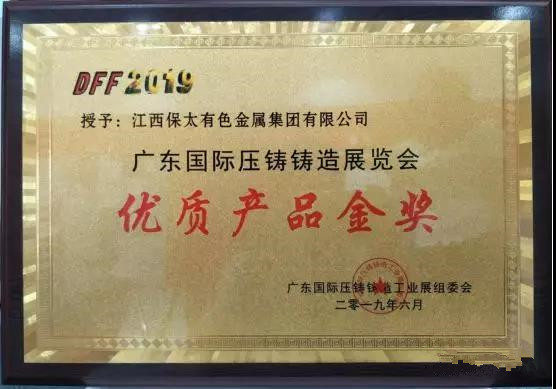 DFF 2019
授予：江西保太有色金属集团有限公司
广东国际压铸铸造展览会
优质产品金奖
广东国际压铸铸造工业展组委会
二零一九年六月